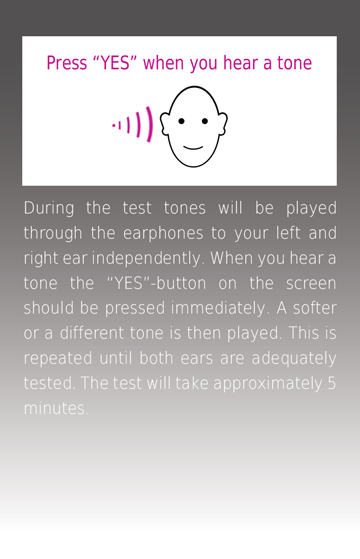 Press “YES” when you hear a tone
During the test tones will be played
through the earphones to your left and
right ear independently. When you hear a
tone the “YES”-button on the screen
should be pressed immediately. A softer
or a different tone is then played. This is
repeated until both ears are adequately
tested. The test will take approximately 5
minutes.